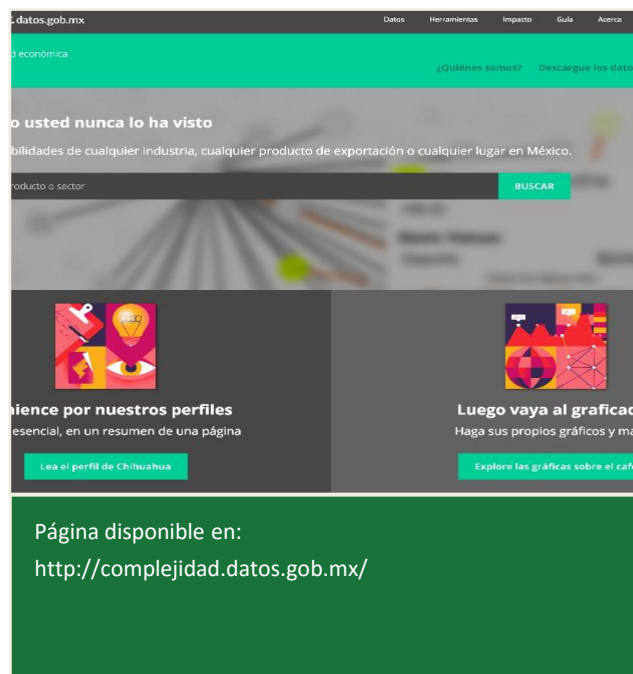 datos.gob.mx Datos Herramientas Impacto Guía Acerca
d económica
¿Quiénes somos? Descargue los dato
o usted nunca lo ha visto
bilidades de cualquier industria, cualquier producto de exportación o cualquier lugar en México.
roducto o sector BUSCAR
ience por nuestros perfiles
esencial, en un resumen de una página
Lea el perfil de Chihuahua
Luego vaya al graficad
Haga sus propios gráficos y ma
Explore las gráficas sobre el café
Página disponible en:
http://complejidad.datos.gob.mx/